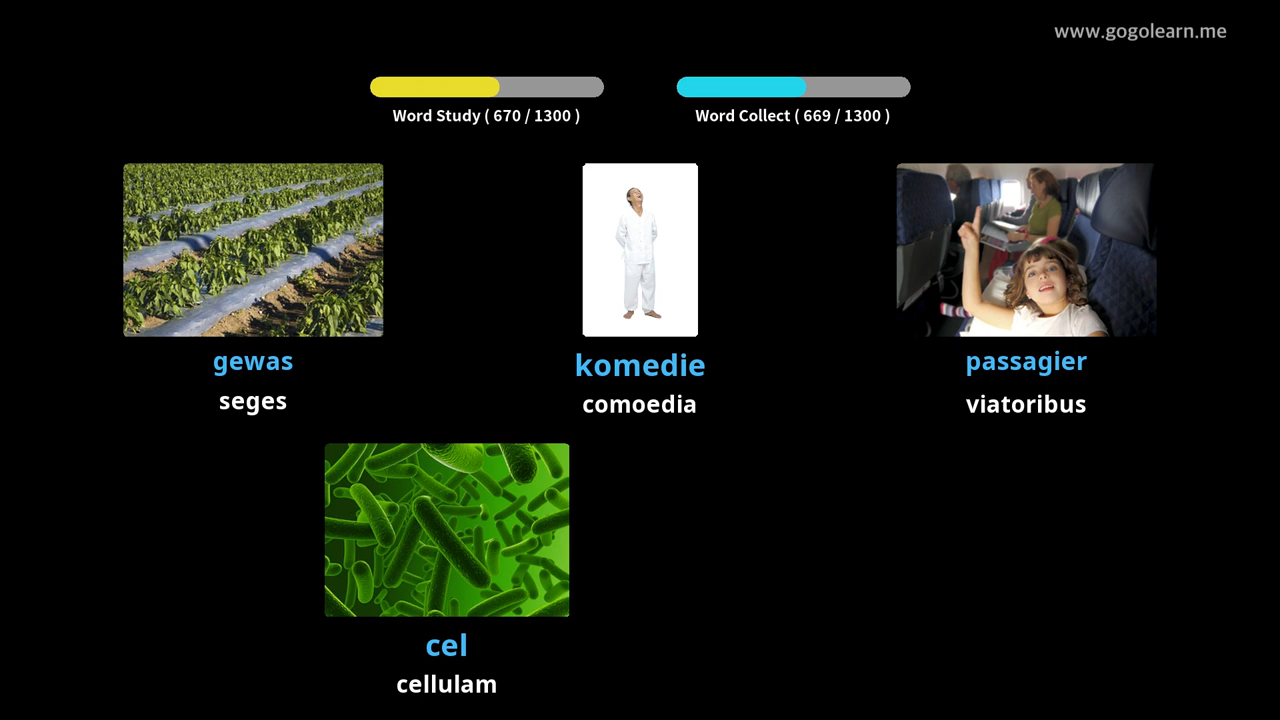 www.gogolearn.me
Word Study ( 670 / 1300 )
Word Collect ( 669 / 1300 )
gewas
seges
komedie
comoedia
passagier
viatoribus
cel
cellulam